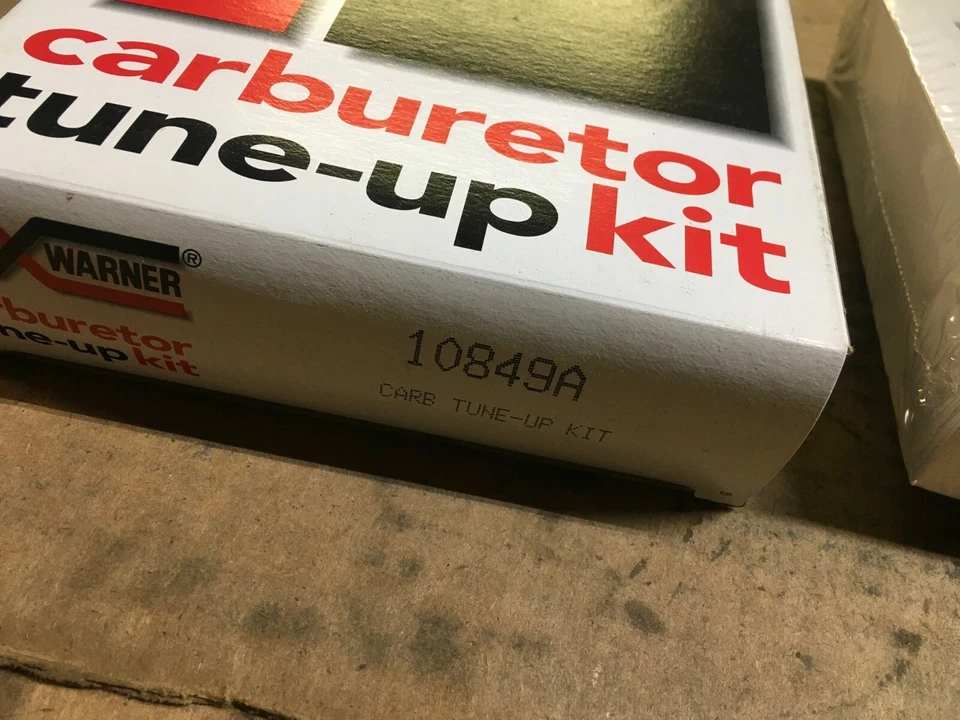 carburetor
tune-up kit
WARNER®
rburetor
ne-up kit
10849A
CARB TUNE-UP KIT